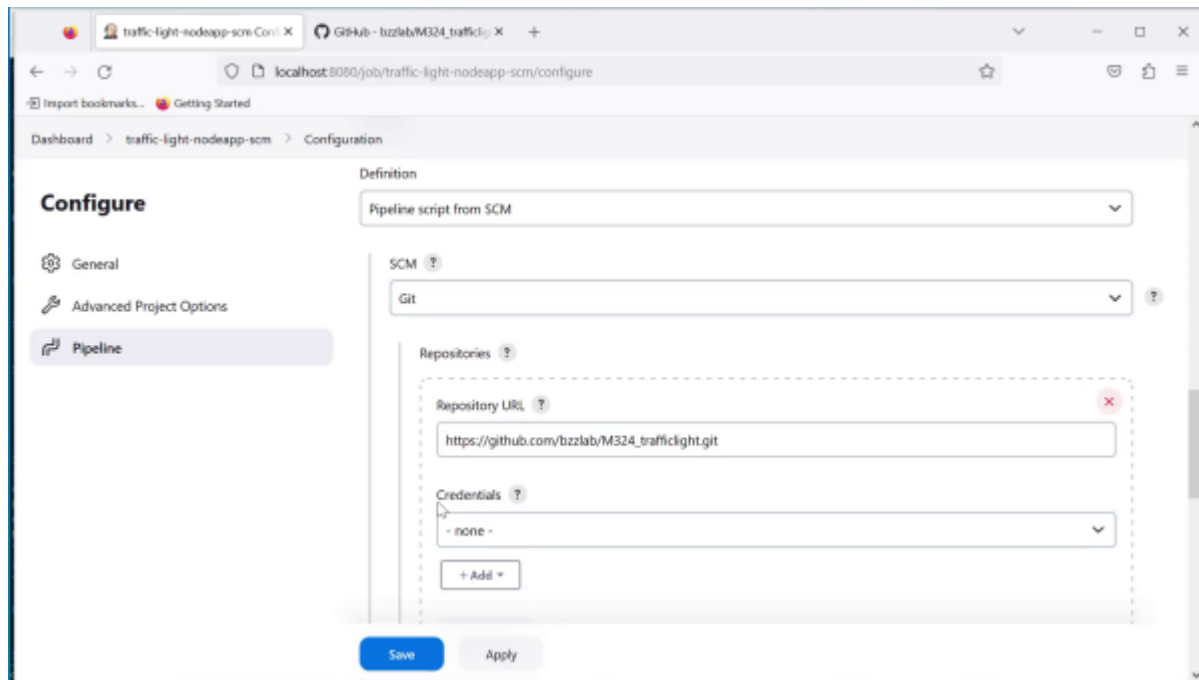 traffic-light-nodeapp-scm Conf
GitHub - bzzlab/M324_trafficlig
localhost:8080/job/traffic-light-nodeapp-scm/configure
Import bookmarks... Getting Started
Dashboard > traffic-light-nodeapp-scm > Configuration
Configure
General
Advanced Project Options
Pipeline
Definition
Pipeline script from SCM
SCM ?
Git
?
Repositories ?
Repository URL ?
https://github.com/bzzlab/M324_trafficlight.git
Credentials ?
- none -
+ Add
Save Apply